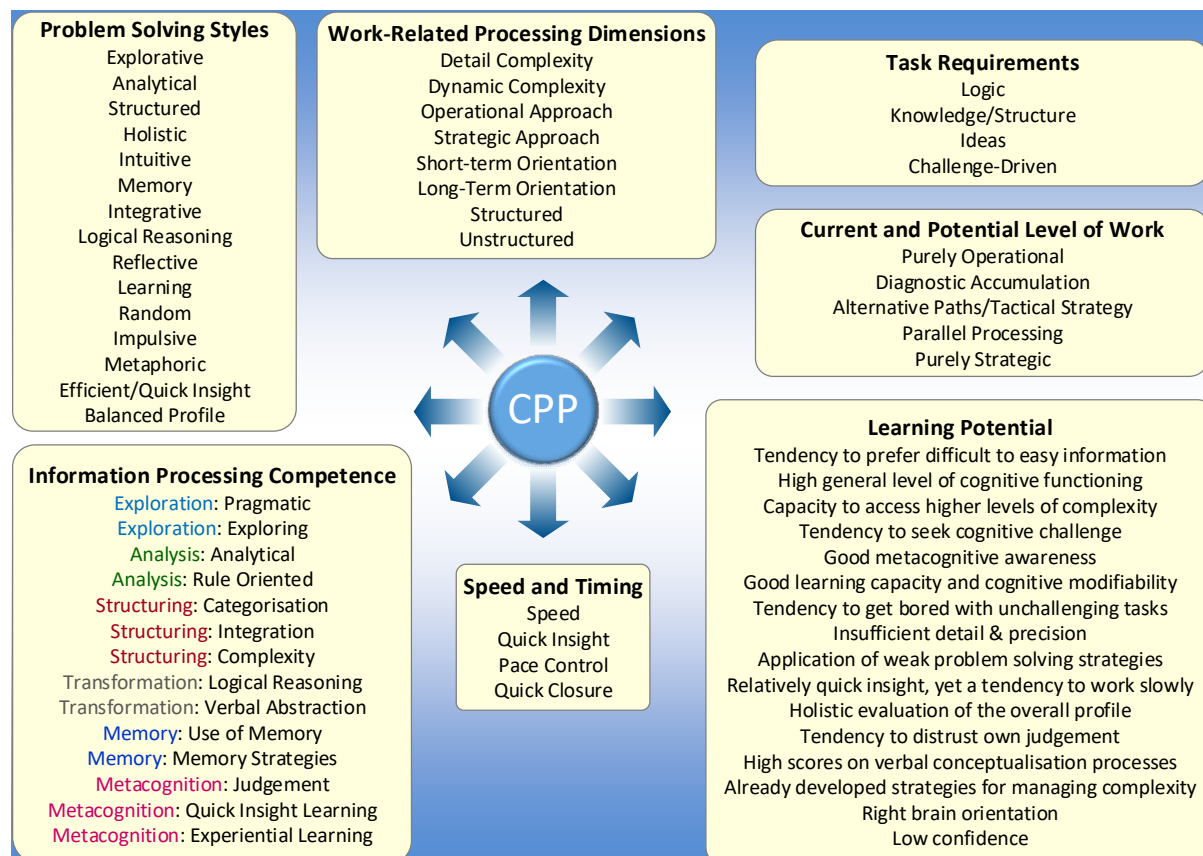 Problem Solving Styles
Explorative
Analytical
Structured
Holistic
Intuitive
Memory
Integrative
Logical Reasoning
Reflective
Learning
Random
Impulsive
Metaphoric
Efficient/Quick Insight
Balanced Profile
Work-Related Processing Dimensions
Detail Complexity
Dynamic Complexity
Operational Approach
Strategic Approach
Short-term Orientation
Long-Term Orientation
Structured
Unstructured
Task Requirements
Logic
Knowledge/Structure
Ideas
Challenge-Driven
Current and Potential Level of Work
Purely Operational
Diagnostic Accumulation
Alternative Paths/Tactical Strategy
Parallel Processing
Purely Strategic
CPP
Information Processing Competence
Exploration: Pragmatic
Exploration: Exploring
Analysis: Analytical
Analysis: Rule Oriented
Structuring: Categorisation
Structuring: Integration
Structuring: Complexity
Transformation: Logical Reasoning
Transformation: Verbal Abstraction
Memory: Use of Memory
Memory: Memory Strategies
Metacognition: Judgement
Metacognition: Quick Insight Learning
Metacognition: Experiential Learning
Speed and Timing
Speed
Quick Insight
Pace Control
Quick Closure
Learning Potential
Tendency to prefer difficult to easy information
High general level of cognitive functioning
Capacity to access higher levels of complexity
Tendency to seek cognitive challenge
Good metacognitive awareness
Good learning capacity and cognitive modifiability
Tendency to get bored with unchallenging tasks
Insufficient detail & precision
Application of weak problem solving strategies
Relatively quick insight, yet a tendency to work slowly
Holistic evaluation of the overall profile
Tendency to distrust own judgement
High scores on verbal conceptualisation processes
Already developed strategies for managing complexity
Right brain orientation
Low confidence